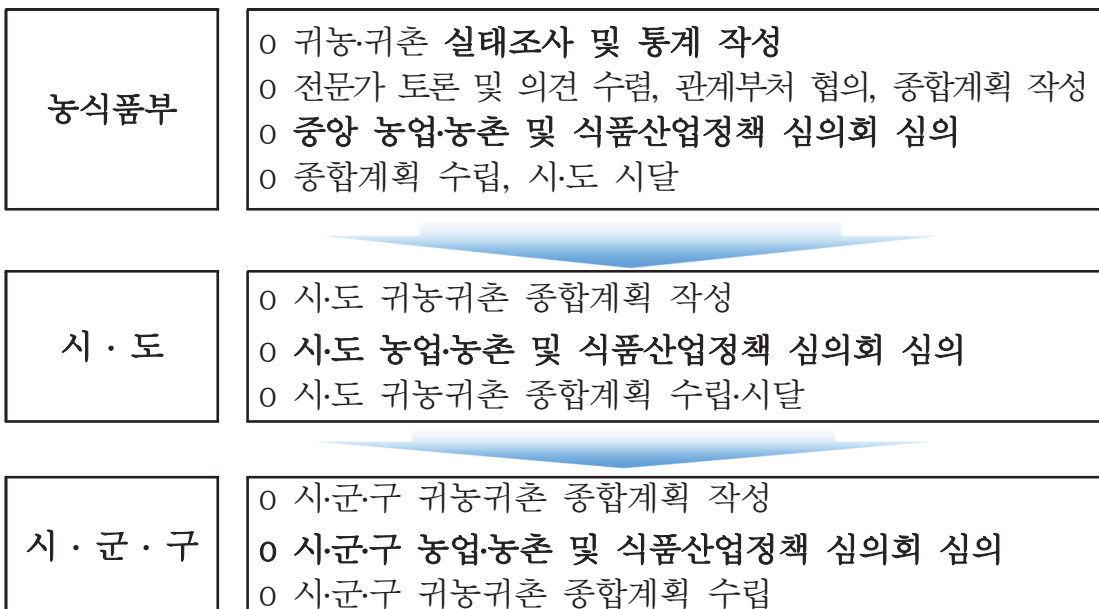 농식품부
o 귀농·귀촌 실태조사 및 통계 작성
o 전문가 토론 및 의견 수렴, 관계부처 협의, 종합계획 작성
o 중앙 농업·농촌 및 식품산업정책 심의회 심의
o 종합계획 수립, 시·도 시달
시 · 도
o 시·도 귀농귀촌 종합계획 작성
o 시·도 농업·농촌 및 식품산업정책 심의회 심의
o 시·도 귀농귀촌 종합계획 수립·시달
시 · 군 · 구
o 시·군·구 귀농귀촌 종합계획 작성
o 시·군·구 농업·농촌 및 식품산업정책 심의회 심의
o 시·군·구 귀농귀촌 종합계획 수립